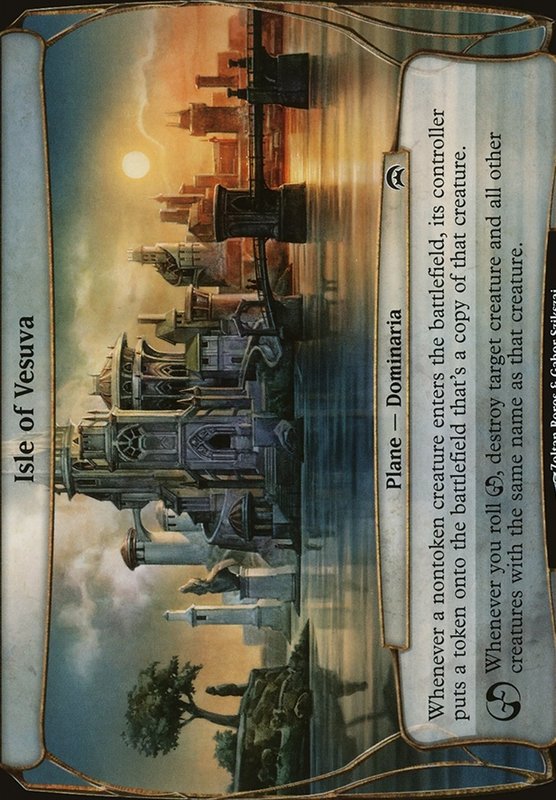 Isle of Vesuva
Plane — Dominaria
Whenever a nontoken creature enters the battlefield, its controller
puts a token onto the battlefield that's a copy of that creature.
Whenever you roll , destroy target creature and all other
creatures with the same name as that creature.